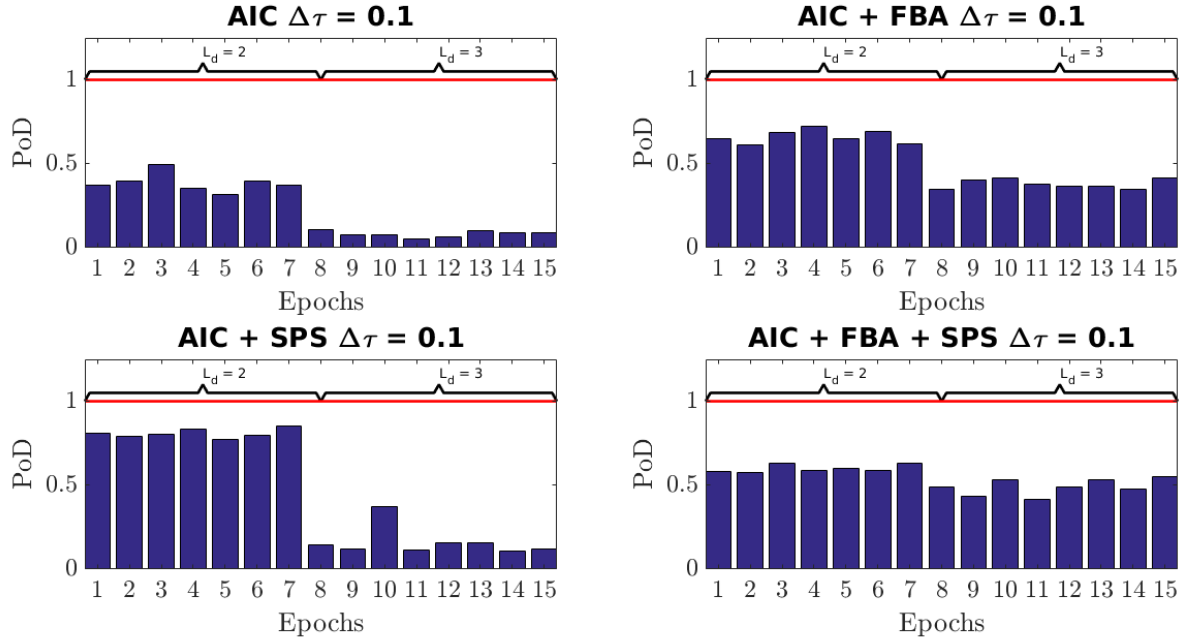 AIC Δτ = 0.1
L_d = 2
L_d = 3
1
0.5
0
PoD
1 2 3 4 5 6 7 8 9 10 11 12 13 14 15
Epochs
AIC + FBA Δτ = 0.1
L_d = 2
L_d = 3
1
0.5
0
PoD
1 2 3 4 5 6 7 8 9 10 11 12 13 14 15
Epochs
AIC + SPS Δτ = 0.1
L_d = 2
L_d = 3
1
0.5
0
PoD
1 2 3 4 5 6 7 8 9 10 11 12 13 14 15
Epochs
AIC + FBA + SPS Δτ = 0.1
L_d = 2
L_d = 3
1
0.5
0
PoD
1 2 3 4 5 6 7 8 9 10 11 12 13 14 15
Epochs